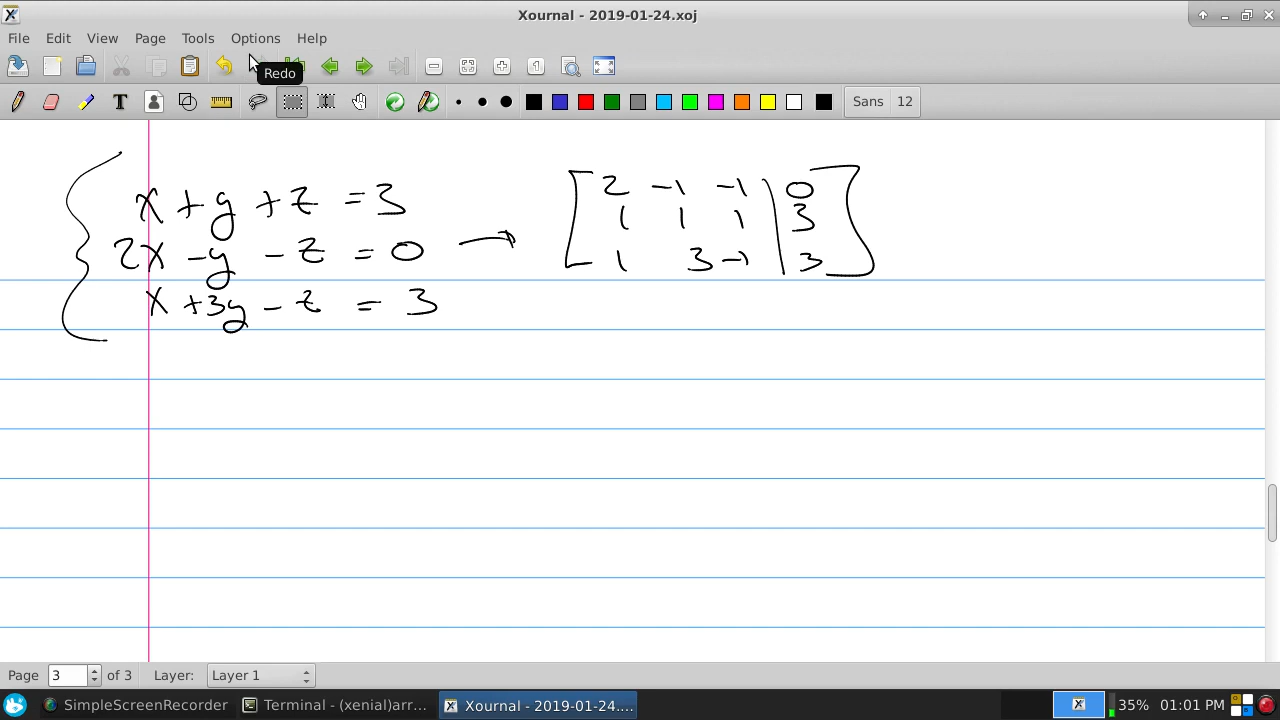 Xournal - 2019-01-24.xoj
File Edit View Page Tools Options Help
Redo
T Sans 12
x + y + z = 3
2x - y - z = 0
x + 3y - z = 3
→
2 -1 -1 | 0
1 1 1 | 3
1 3 -1 | 3
Page 3 of 3 Layer: Layer 1
SimpleScreenRecorder Terminal - (xenial)arr... Xournal - 2019-01-24.... 35% 01:01 PM